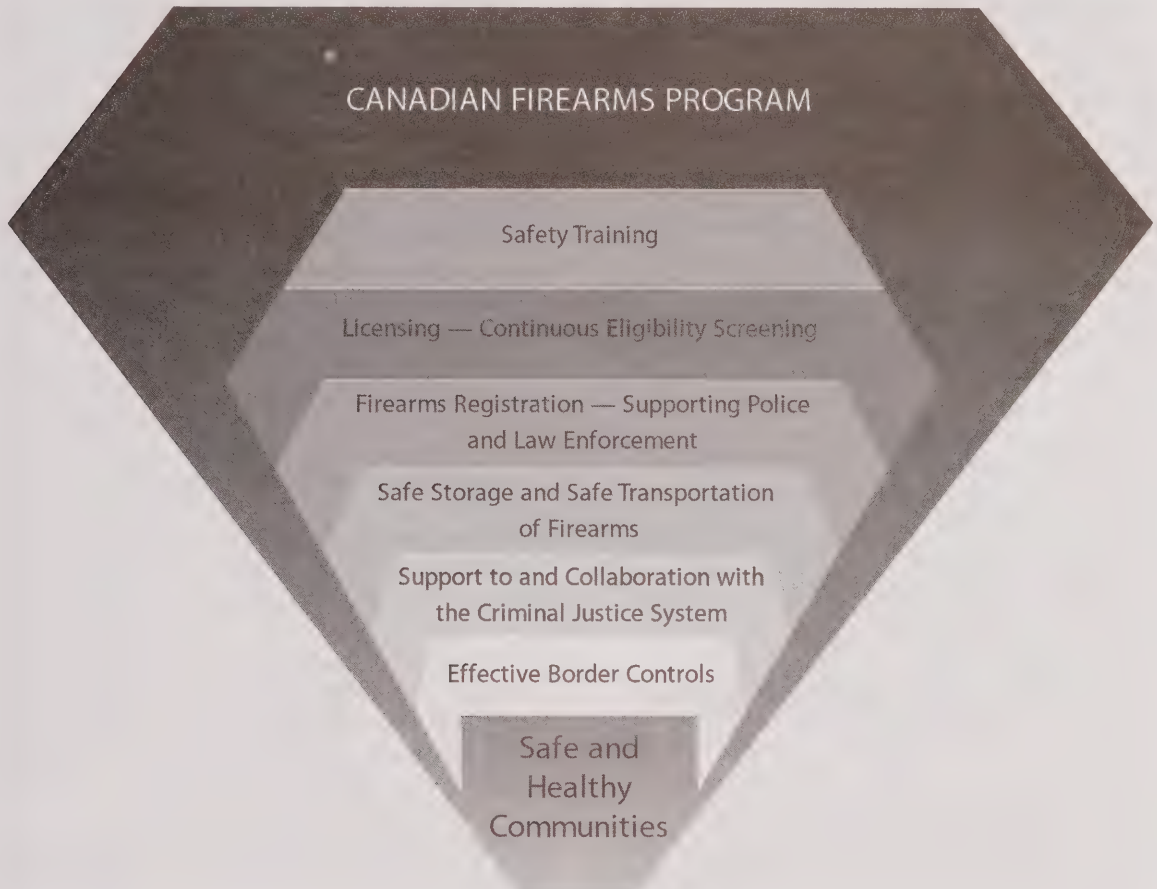 CANADIAN FIREARMS PROGRAM
Safety Training
Licensing — Continuous Eligibility Screening
Firearms Registration — Supporting Police
and Law Enforcement
Safe Storage and Safe Transportation
of Firearms
Support to and Collaboration with
the Criminal Justice System
Effective Border Controls
Safe and
Healthy
Communities